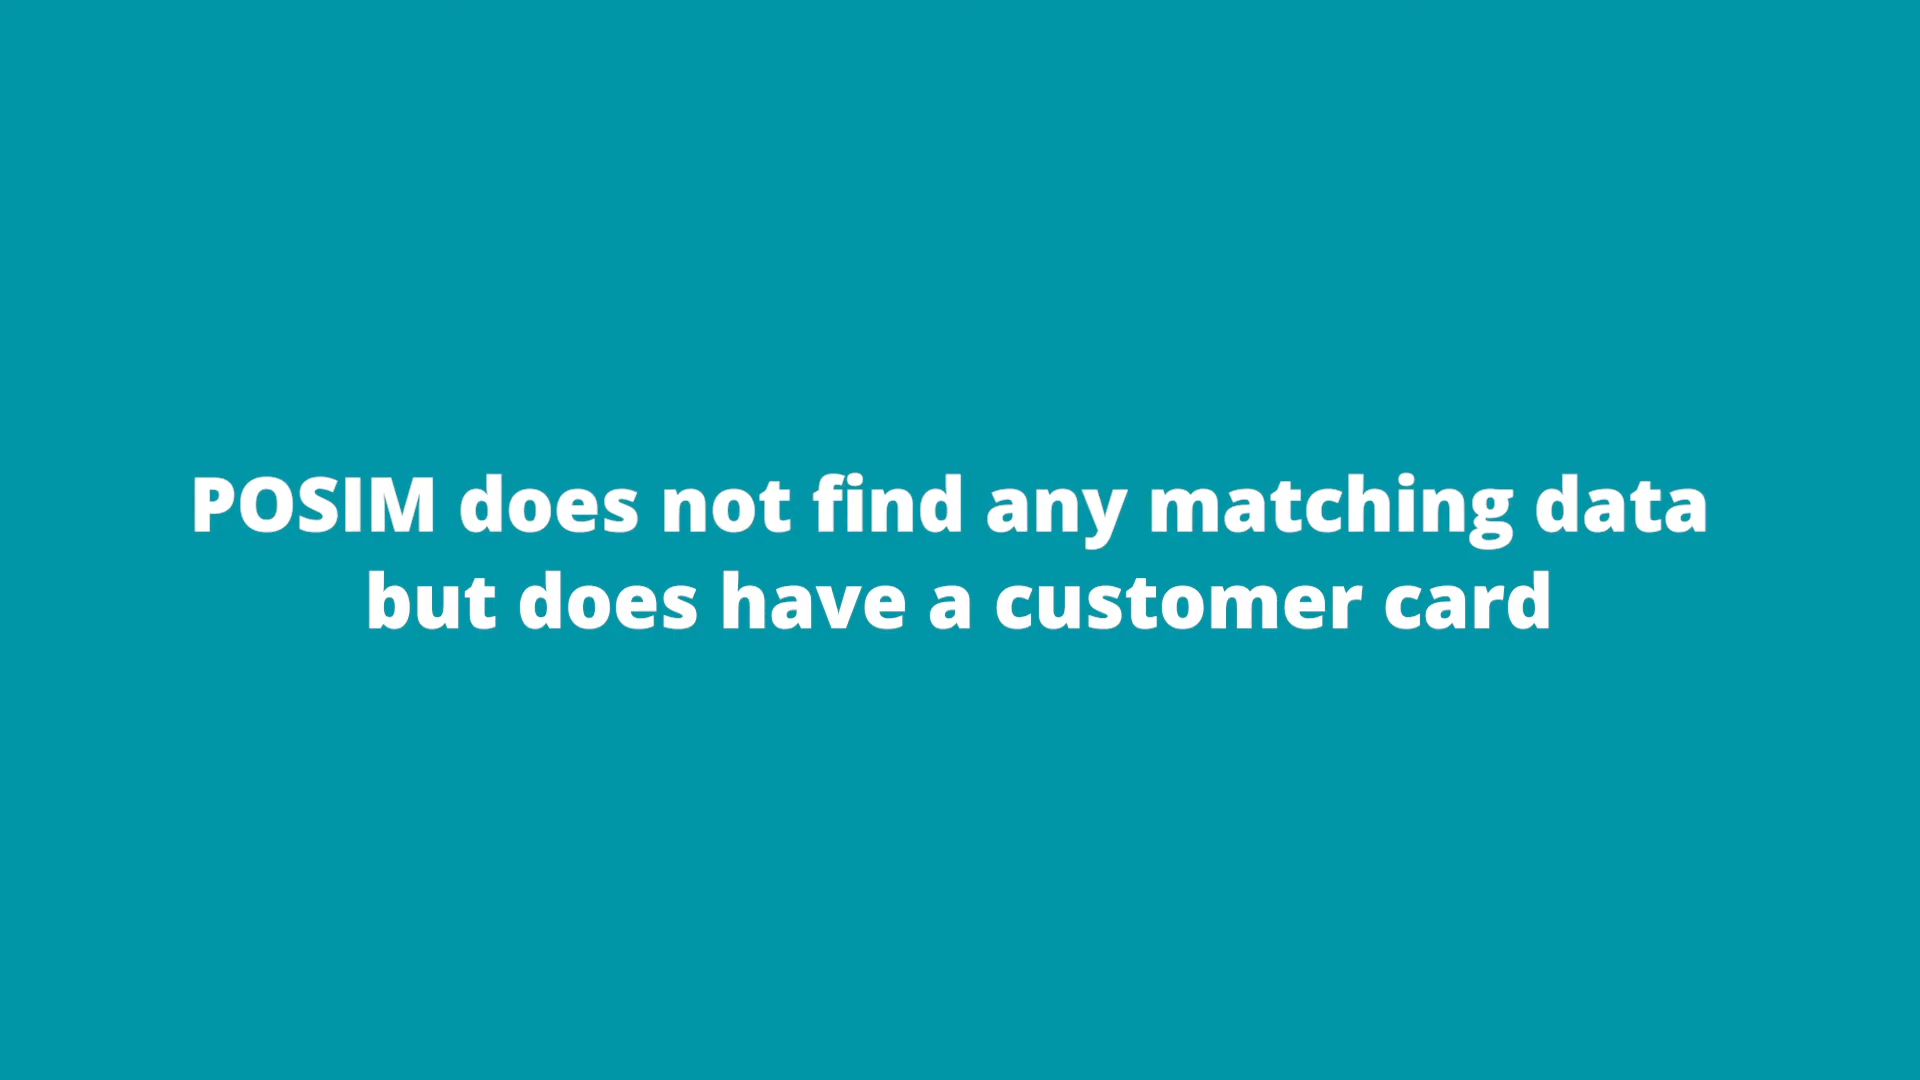 POSIM does not find any matching data
but does have a customer card